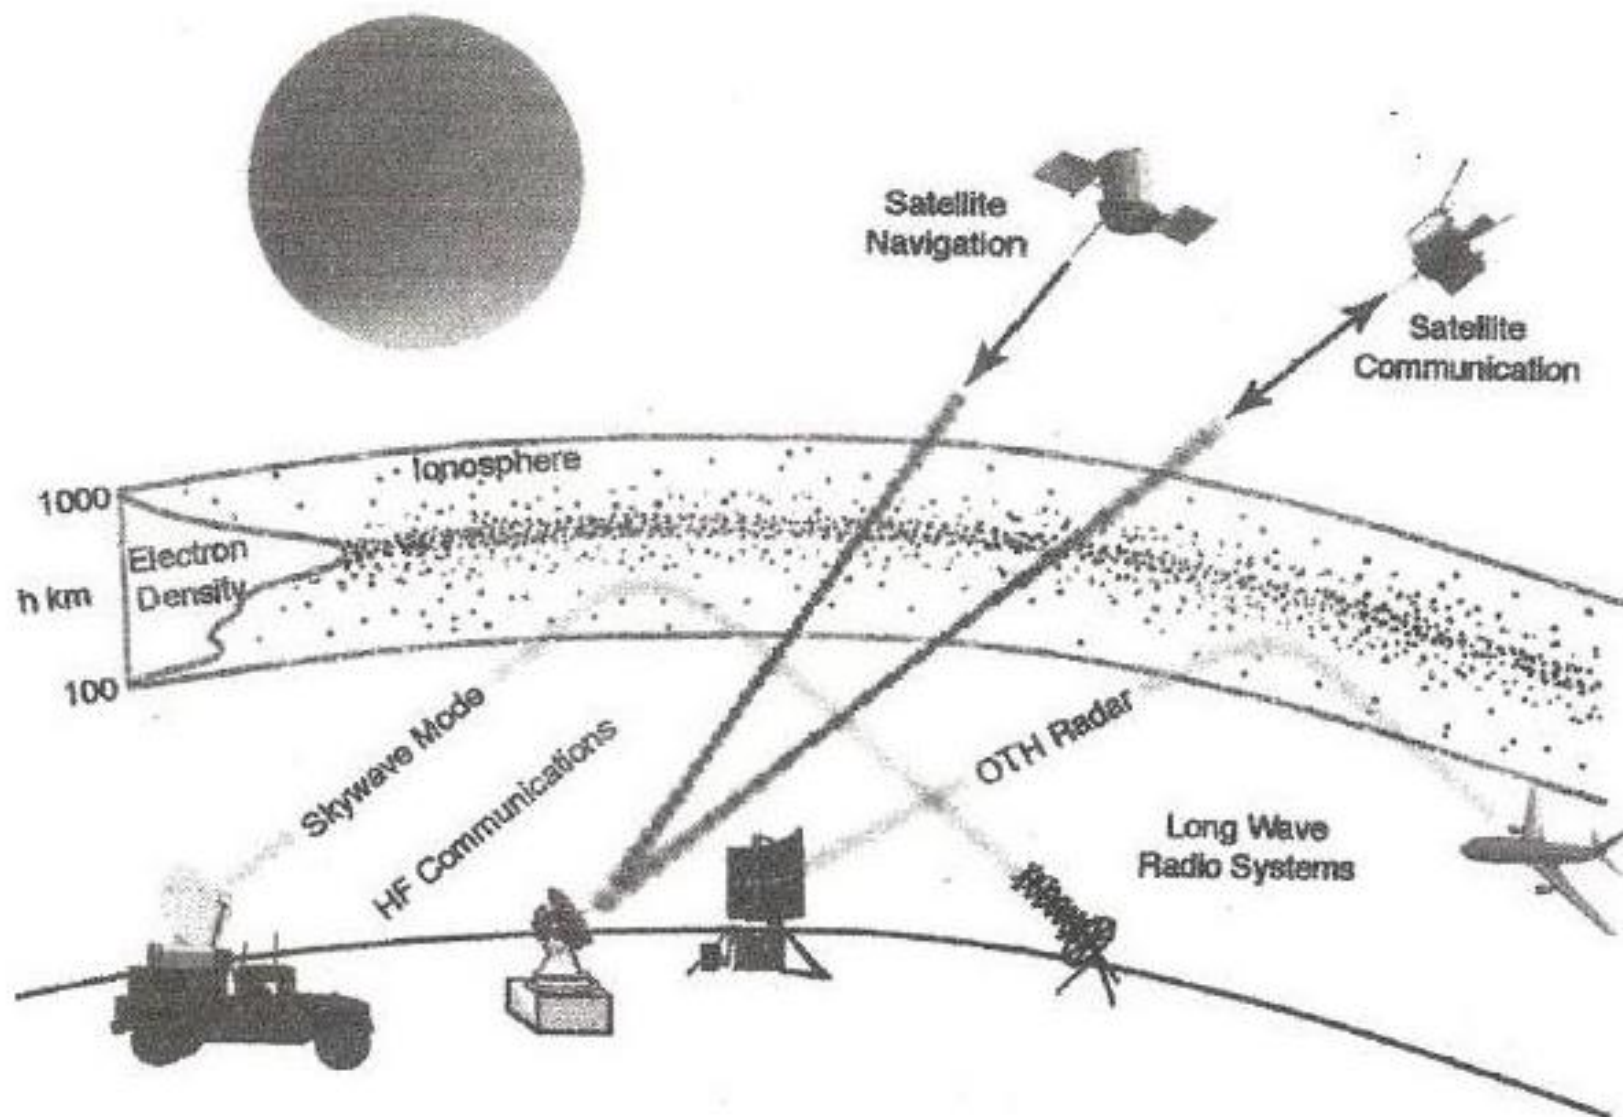 Satellite
Navigation
Satellite
Communication
Ionosphere
1000
Electron
Density
h km
100
Skywave Mode
HF Communications
OTH Radar
Long Wave
Radio Systems